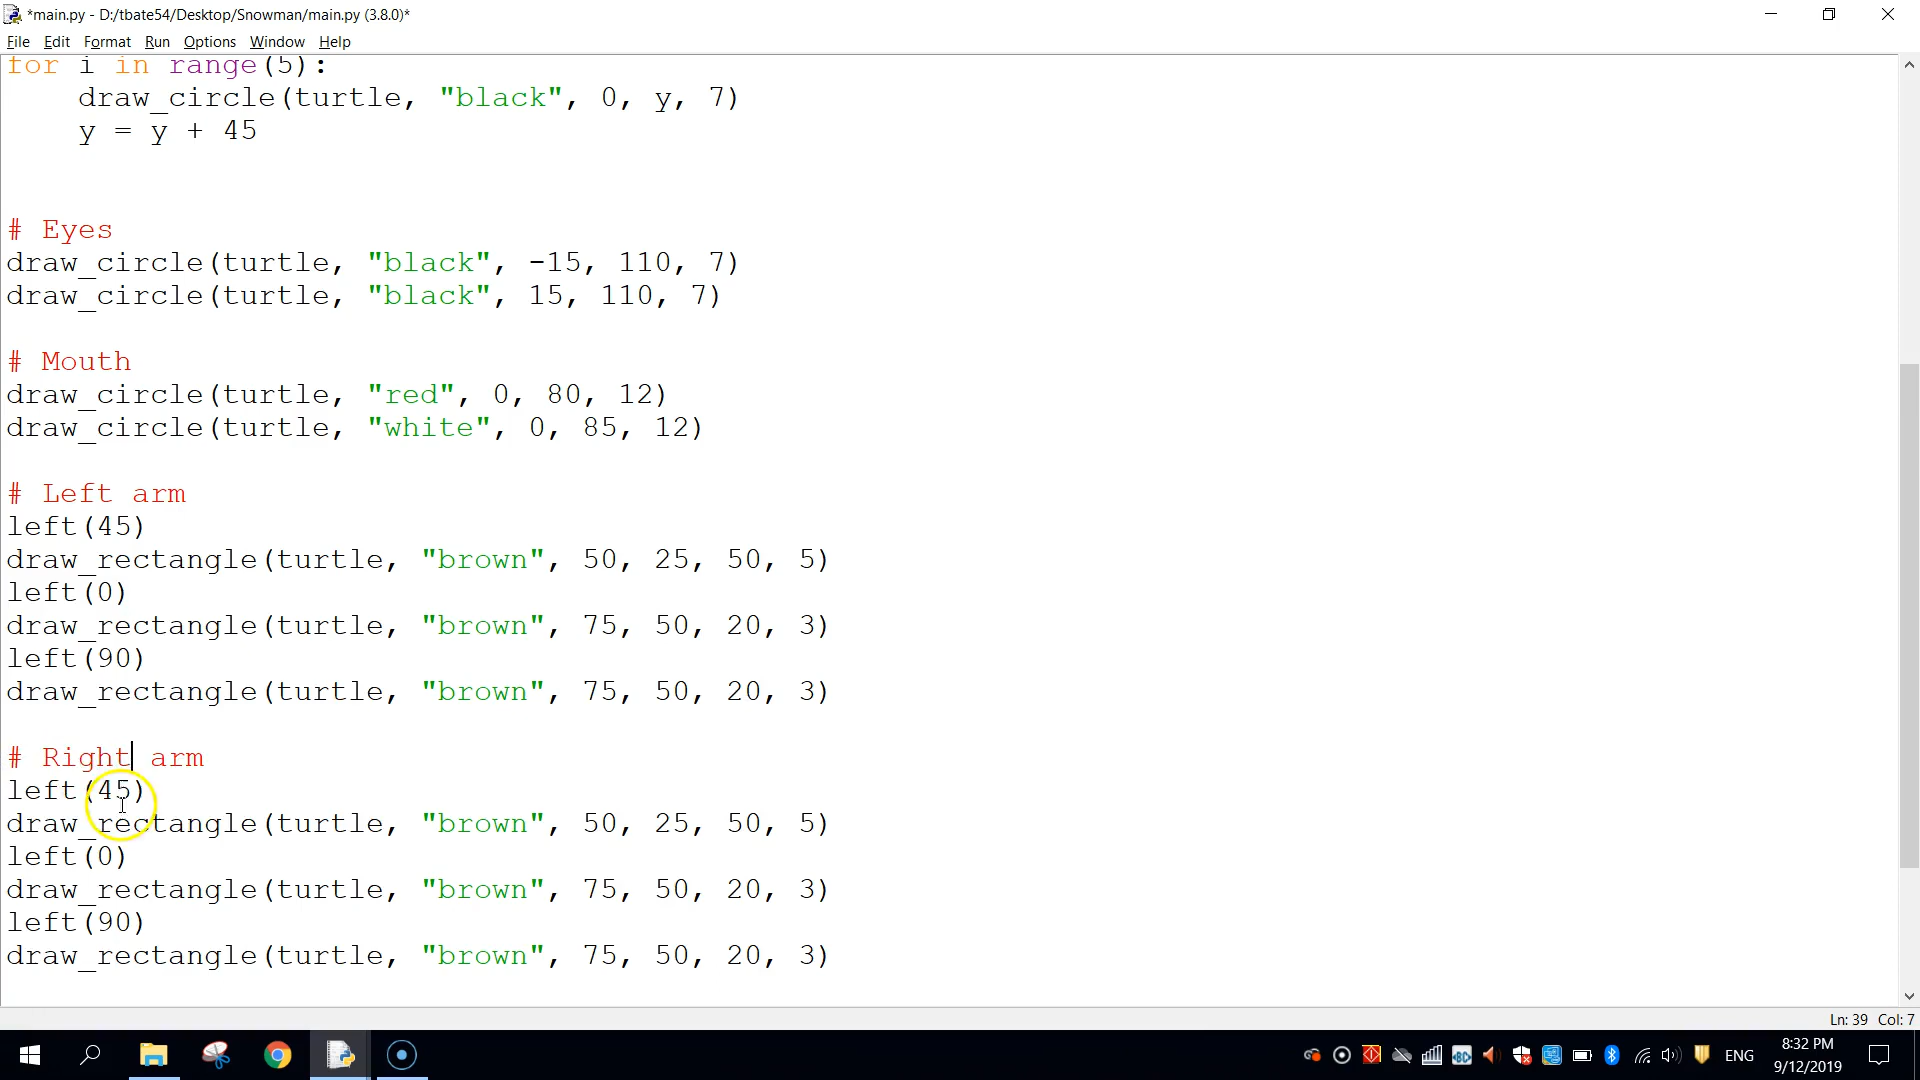 *main.py - D:/tbate54/Desktop/Snowman/main.py (3.8.0)*
File Edit Format Run Options Window Help
for i in range(5):
    draw_circle(turtle, "black", 0, y, 7)
    y = y + 45
# Eyes
draw_circle(turtle, "black", -15, 110, 7)
draw_circle(turtle, "black", 15, 110, 7)
# Mouth
draw_circle(turtle, "red", 0, 80, 12)
draw_circle(turtle, "white", 0, 85, 12)
# Left arm
left(45)
draw_rectangle(turtle, "brown", 50, 25, 50, 5)
left(0)
draw_rectangle(turtle, "brown", 75, 50, 20, 3)
left(90)
draw_rectangle(turtle, "brown", 75, 50, 20, 3)
# Right arm
left(45)
draw_rectangle(turtle, "brown", 50, 25, 50, 5)
left(0)
draw_rectangle(turtle, "brown", 75, 50, 20, 3)
left(90)
draw_rectangle(turtle, "brown", 75, 50, 20, 3)
Ln: 39 Col: 7
ENG
8:32 PM
9/12/2019